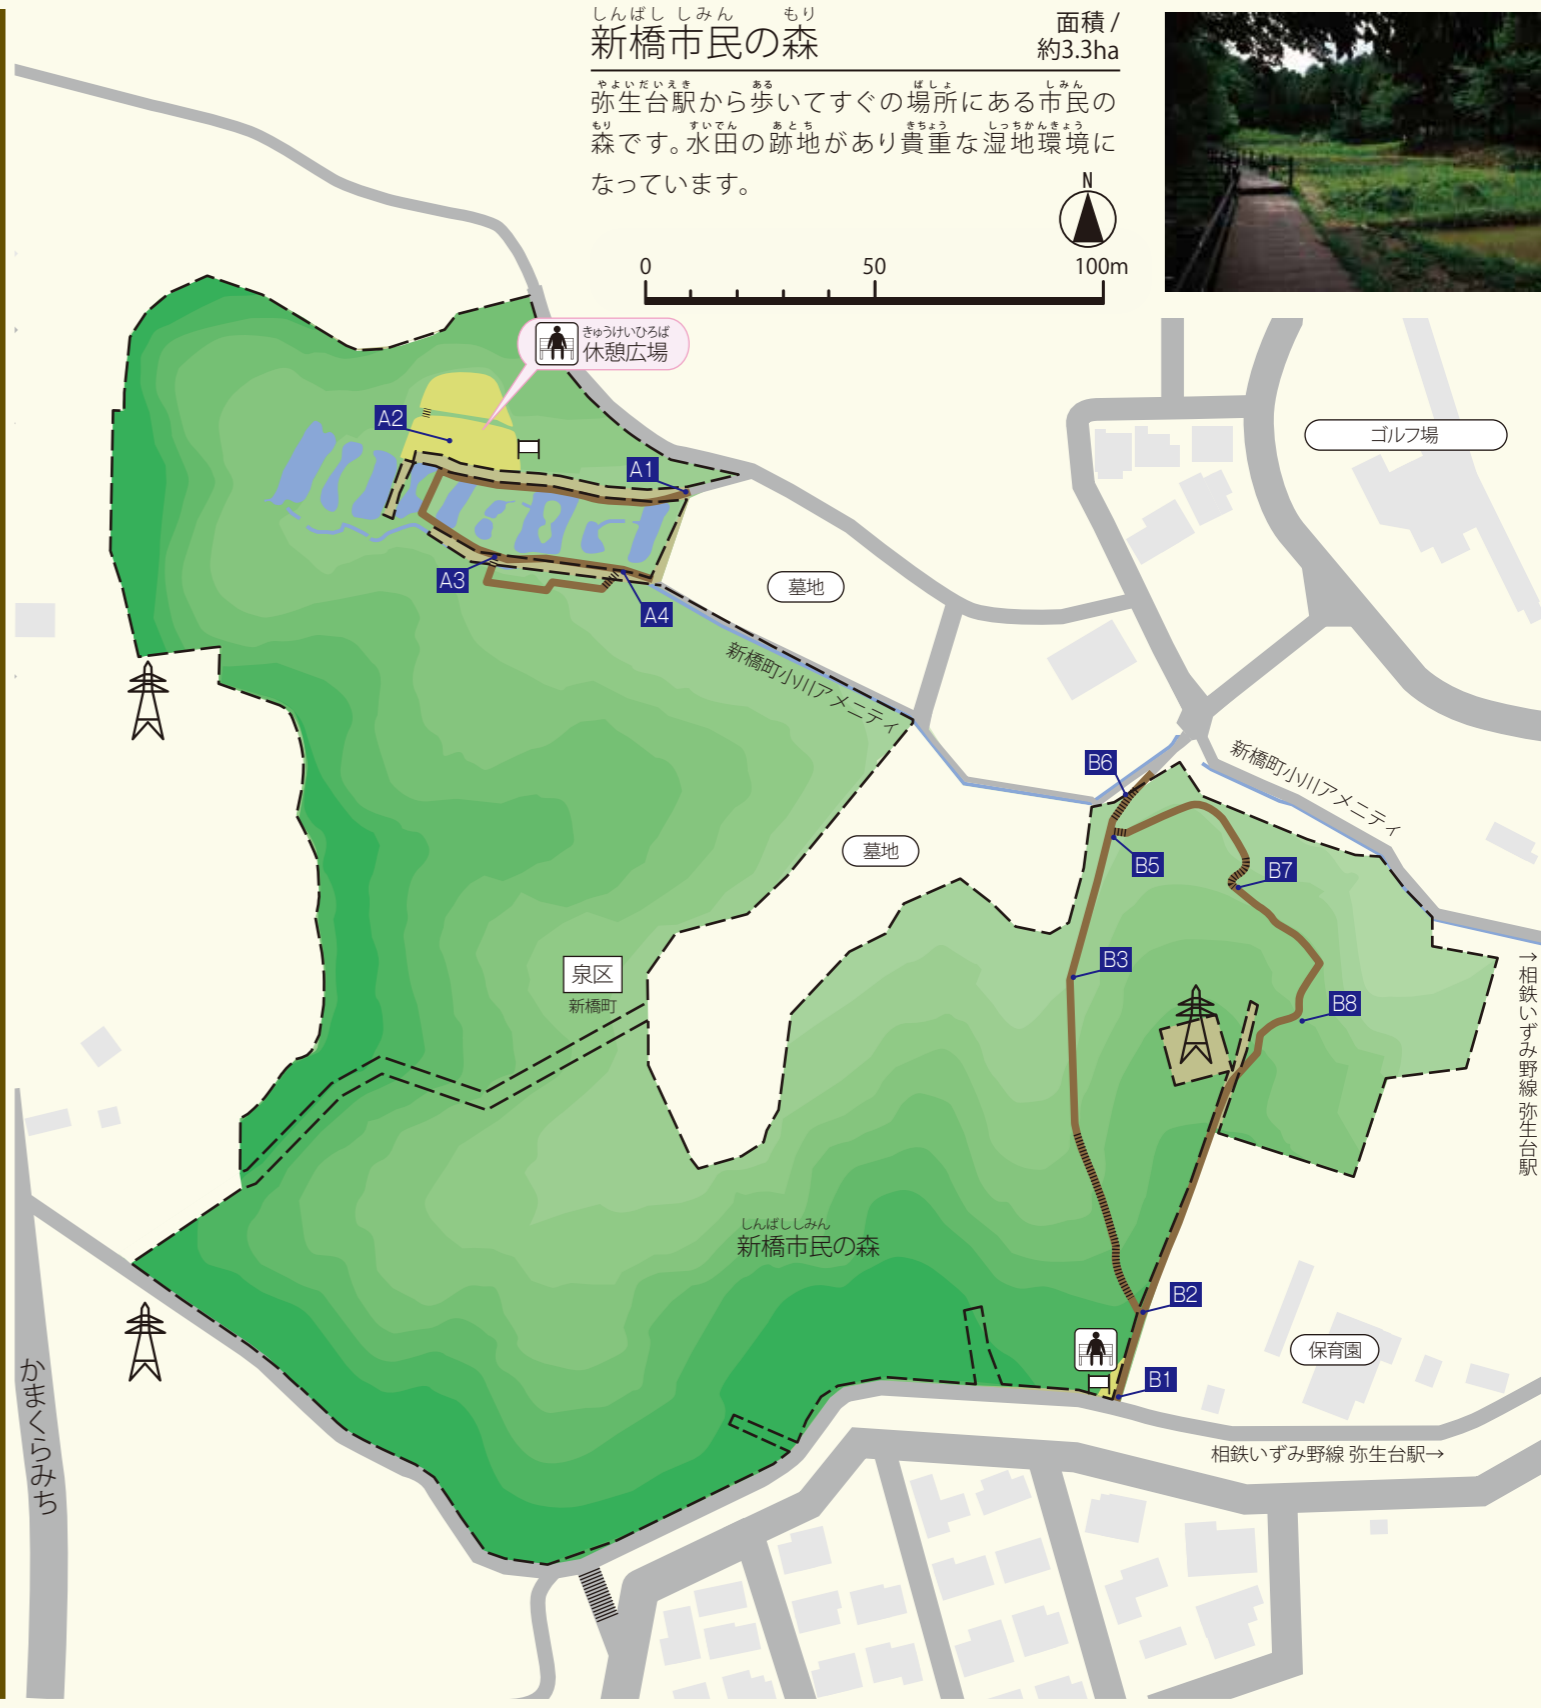 しんばし しみん もり
新橋市民の森
面積 /
約3.3ha
やよいだいえき ある ばしょ しみん
弥生台駅から歩いてすぐの場所にある市民の
もり すいでん あとち きちょう しっちかんきょう
森です。水田の跡地があり貴重な湿地環境に
なっています。
N
0 50 100m
きゅうけいひろば
休憩広場
ゴルフ場
A2
A1
A3
A4
墓地
新橋町小川アメニティ
B6
新橋町小川アメニティ
墓地
B5
B7
B3
泉区
新橋町
B8
→相鉄いずみ野線 弥生台駅
しんばししみん
新橋市民の森
B2
保育園
B1
かまくらみち
相鉄いずみ野線 弥生台駅→